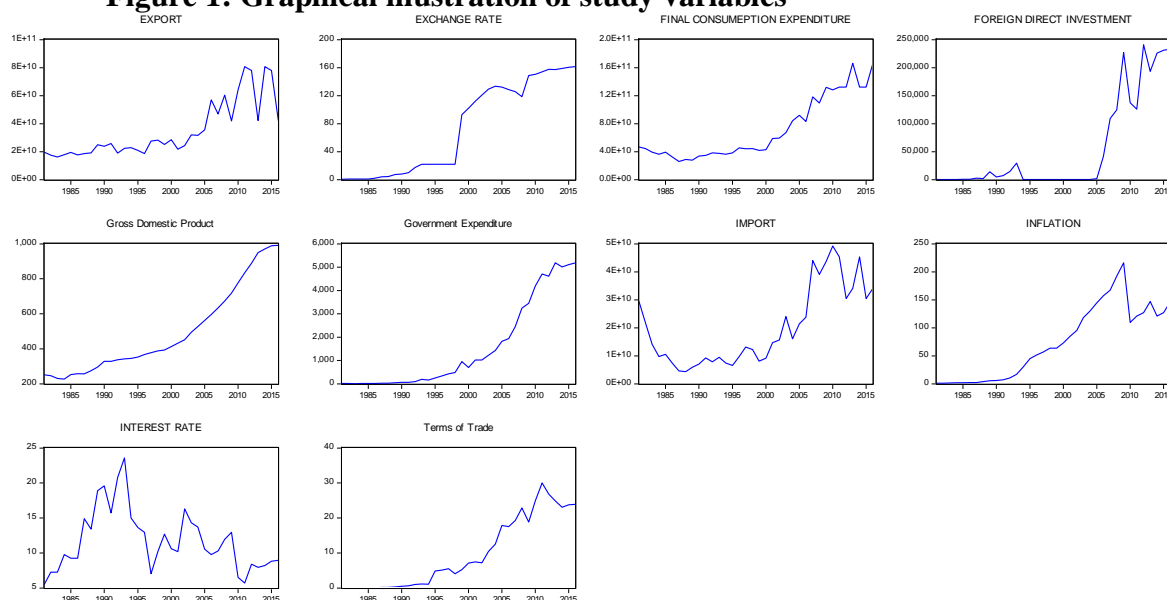 Figure 1: Graphical illustration of study variables
EXPORT
1E+11
8E+10
6E+10
4E+10
2E+10
0E+00
1985 1990 1995 2000 2005 2010 2015
EXCHANGE RATE
200
160
120
80
40
0
1985 1990 1995 2000 2005 2010 2015
FINAL CONSUMEPTION EXPENDITURE
2.0E+11
1.6E+11
1.2E+11
8.0E+10
4.0E+10
0.0E+00
1985 1990 1995 2000 2005 2010 2015
FOREIGN DIRECT INVESTMENT
250,000
200,000
150,000
100,000
50,000
0
1985 1990 1995 2000 2005 2010
Gross Domestic Product
1,000
800
600
400
200
1985 1990 1995 2000 2005 2010 2015
Government Expenditure
6,000
5,000
4,000
3,000
2,000
1,000
0
1985 1990 1995 2000 2005 2010 2015
IMPORT
5E+10
4E+10
3E+10
2E+10
1E+10
0E+00
1985 1990 1995 2000 2005 2010 2015
INFLATION
250
200
150
100
50
0
1985 1990 1995 2000 2005 2010
INTEREST RATE
25
20
15
10
5
1985 1990 1995 2000 2005 2010 2015
Terms of Trade
40
30
20
10
0
1985 1990 1995 2000 2005 2010 2015